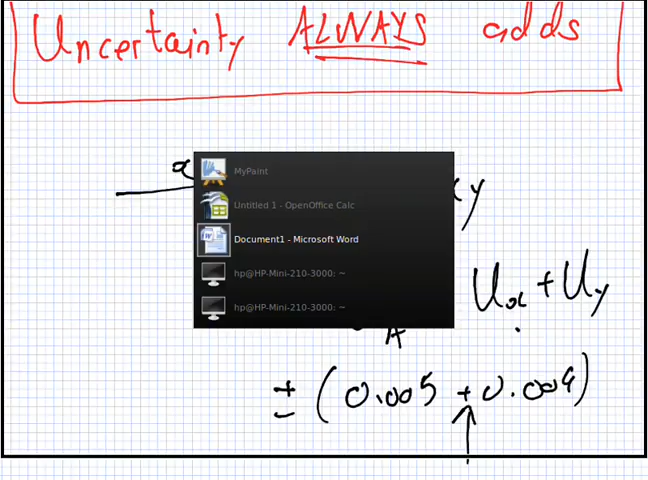 Uncertainty ALWAYS adds
x
MyPaint
Untitled 1 - OpenOffice Calc
y
Document1 - Microsoft Word
hp@HP-Mini-210-3000: ~
Ux + Uy
hp@HP-Mini-210-3000: ~
A
± (0.005 + 0.004)